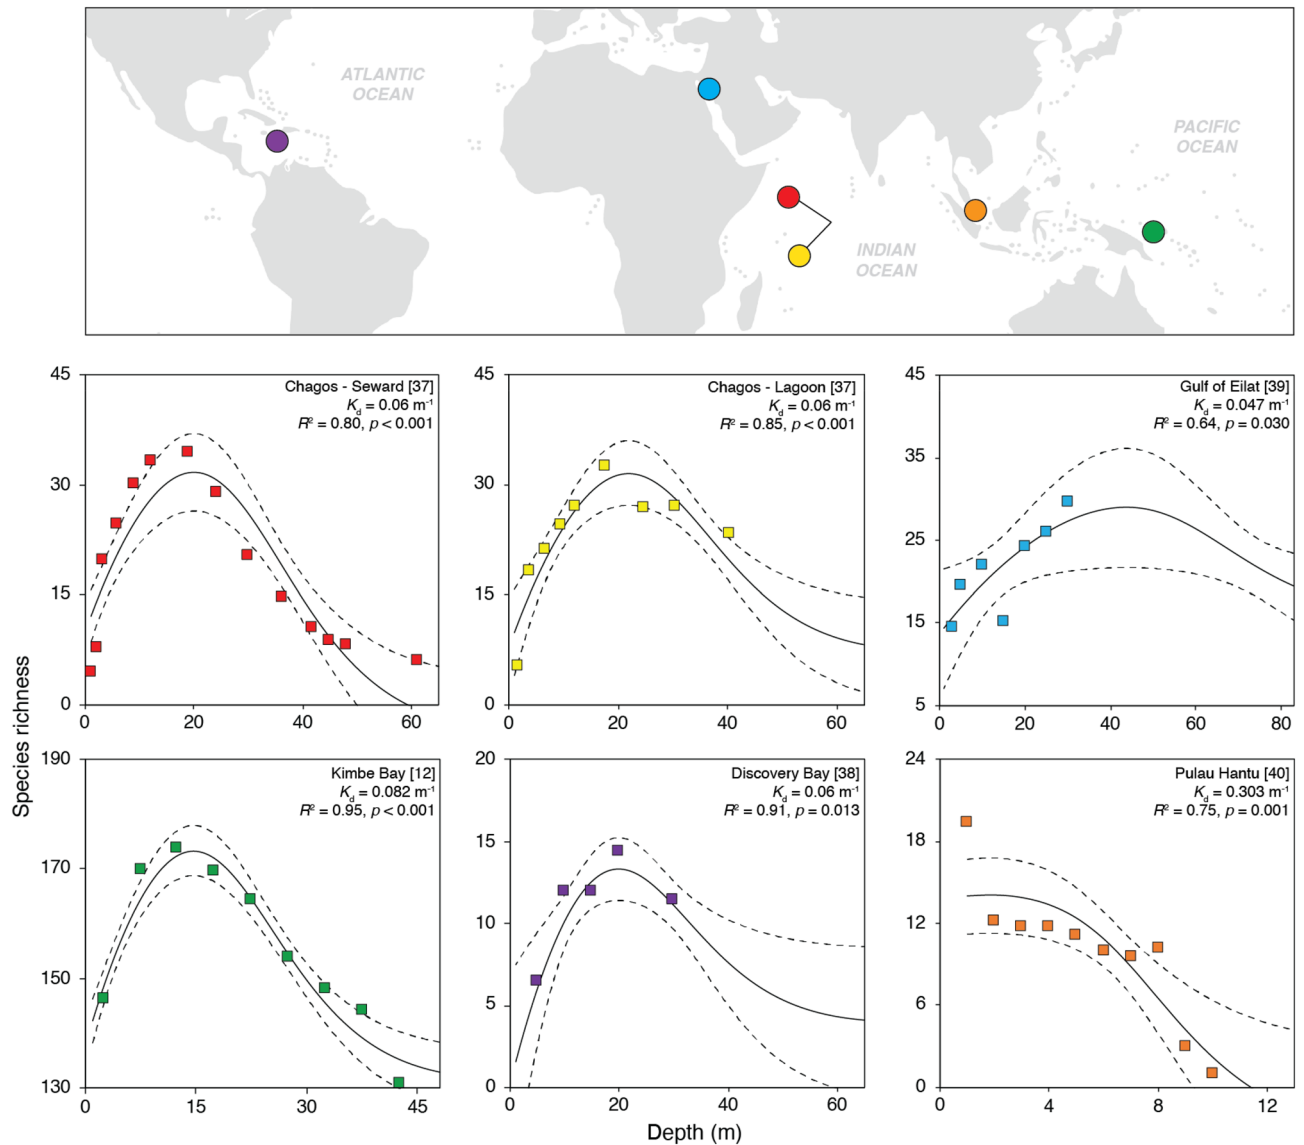 ATLANTIC
OCEAN
PACIFIC
OCEAN
INDIAN
OCEAN
Species richness
45
30
15
0
0
20
40
60
Chagos - Seward [37]
Kd = 0.06 m-1
R² = 0.80, p < 0.001
45
30
15
0
0
20
40
60
Chagos - Lagoon [37]
Kd = 0.06 m-1
R² = 0.85, p < 0.001
45
35
25
15
5
0
20
40
60
80
Gulf of Eilat [39]
Kd = 0.047 m-1
R² = 0.64, p = 0.030
190
170
150
130
0
15
30
45
Kimbe Bay [12]
Kd = 0.082 m-1
R² = 0.95, p < 0.001
20
15
10
5
0
0
20
40
60
Discovery Bay [38]
Kd = 0.06 m-1
R² = 0.91, p = 0.013
24
18
12
6
0
0
4
8
12
Pulau Hantu [40]
Kd = 0.303 m-1
R² = 0.75, p = 0.001
Depth (m)